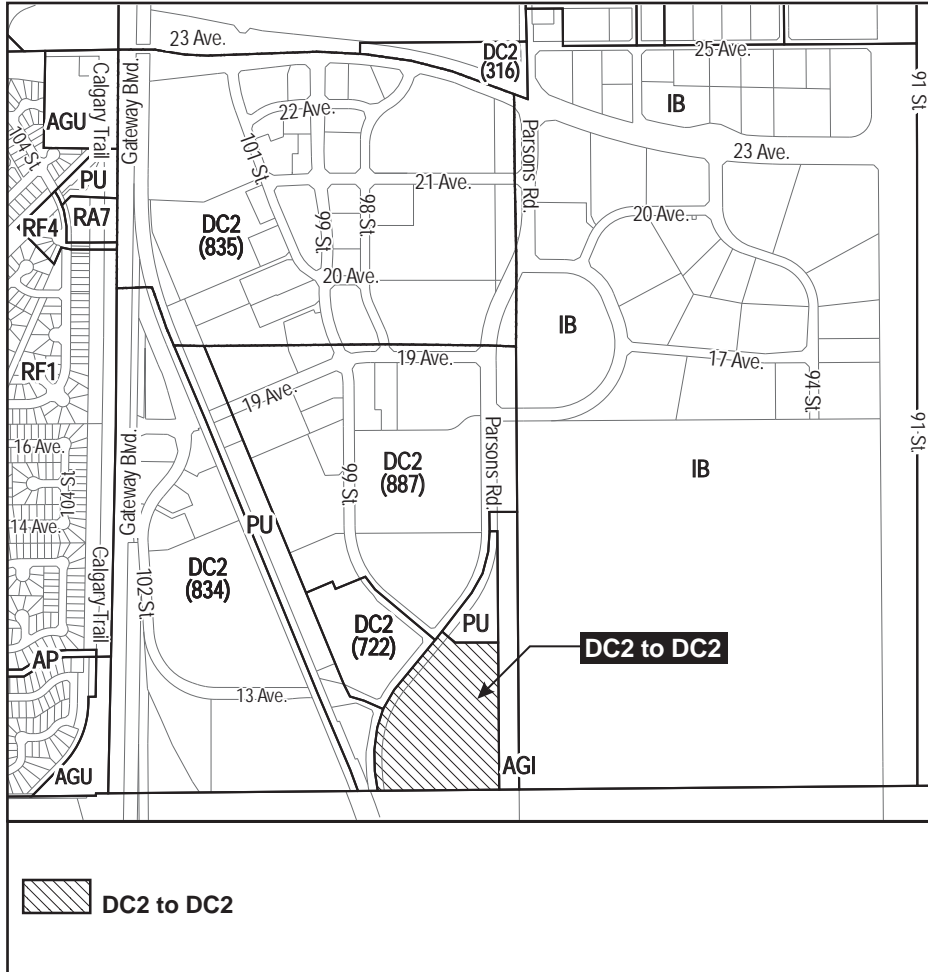 23 Ave.
DC2
(316)
25 Ave.
91 St.
Calgary Trail
Gateway Blvd.
AGU
104 St.
22 Ave.
IB
Parsons Rd.
23 Ave.
101 St.
PU
21 Ave.
RA7
RF4
DC2
(835)
99 St.
98 St.
20 Ave.
20 Ave.
IB
19 Ave.
17 Ave.
RF1
19 Ave.
94 St.
91 St.
16 Ave.
104 St.
Gateway Blvd.
DC2
(887)
99 St.
Parsons Rd.
IB
14 Ave.
PU
Calgary Trail
102 St.
DC2
(834)
DC2
(722)
PU
DC2 to DC2
AP
13 Ave.
AGU
AGI
DC2 to DC2